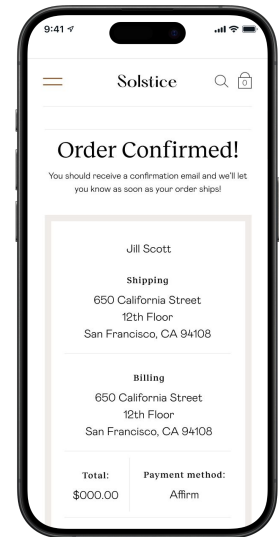 9:41
Solstice
0
Order Confirmed!
You should receive a confirmation email and we'll let
you know as soon as your order ships!
Jill Scott
Shipping
650 California Street
12th Floor
San Francisco, CA 94108
Billing
650 California Street
12th Floor
San Francisco, CA 94108
Total:
$000.00
Payment method:
Affirm